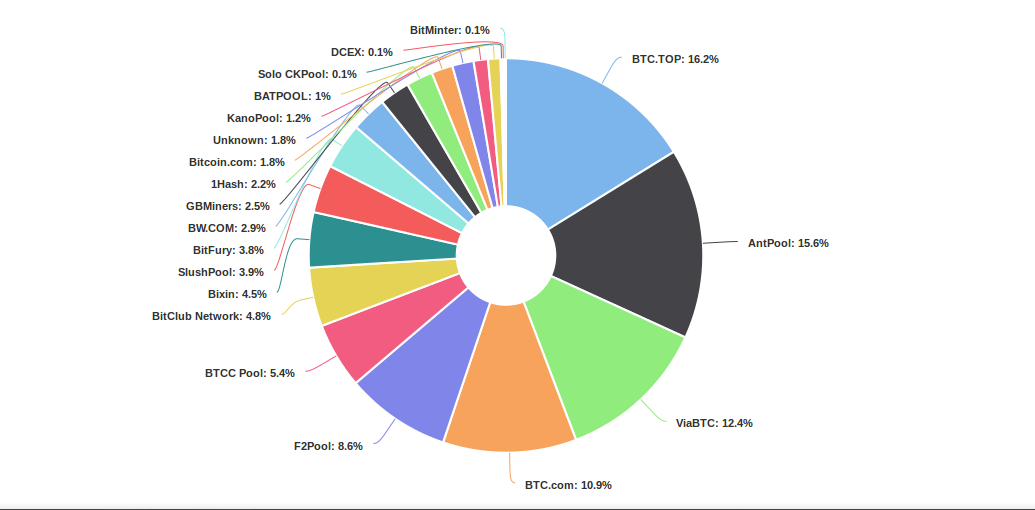 BitMinter: 0.1%
DCEX: 0.1%
Solo CKPool: 0.1%
BATPOOL: 1%
KanoPool: 1.2%
Unknown: 1.8%
Bitcoin.com: 1.8%
1Hash: 2.2%
GBMiners: 2.5%
BW.COM: 2.9%
BitFury: 3.8%
SlushPool: 3.9%
Bixin: 4.5%
BitClub Network: 4.8%
BTCC Pool: 5.4%
F2Pool: 8.6%
BTC.com: 10.9%
ViaBTC: 12.4%
AntPool: 15.6%
BTC.TOP: 16.2%